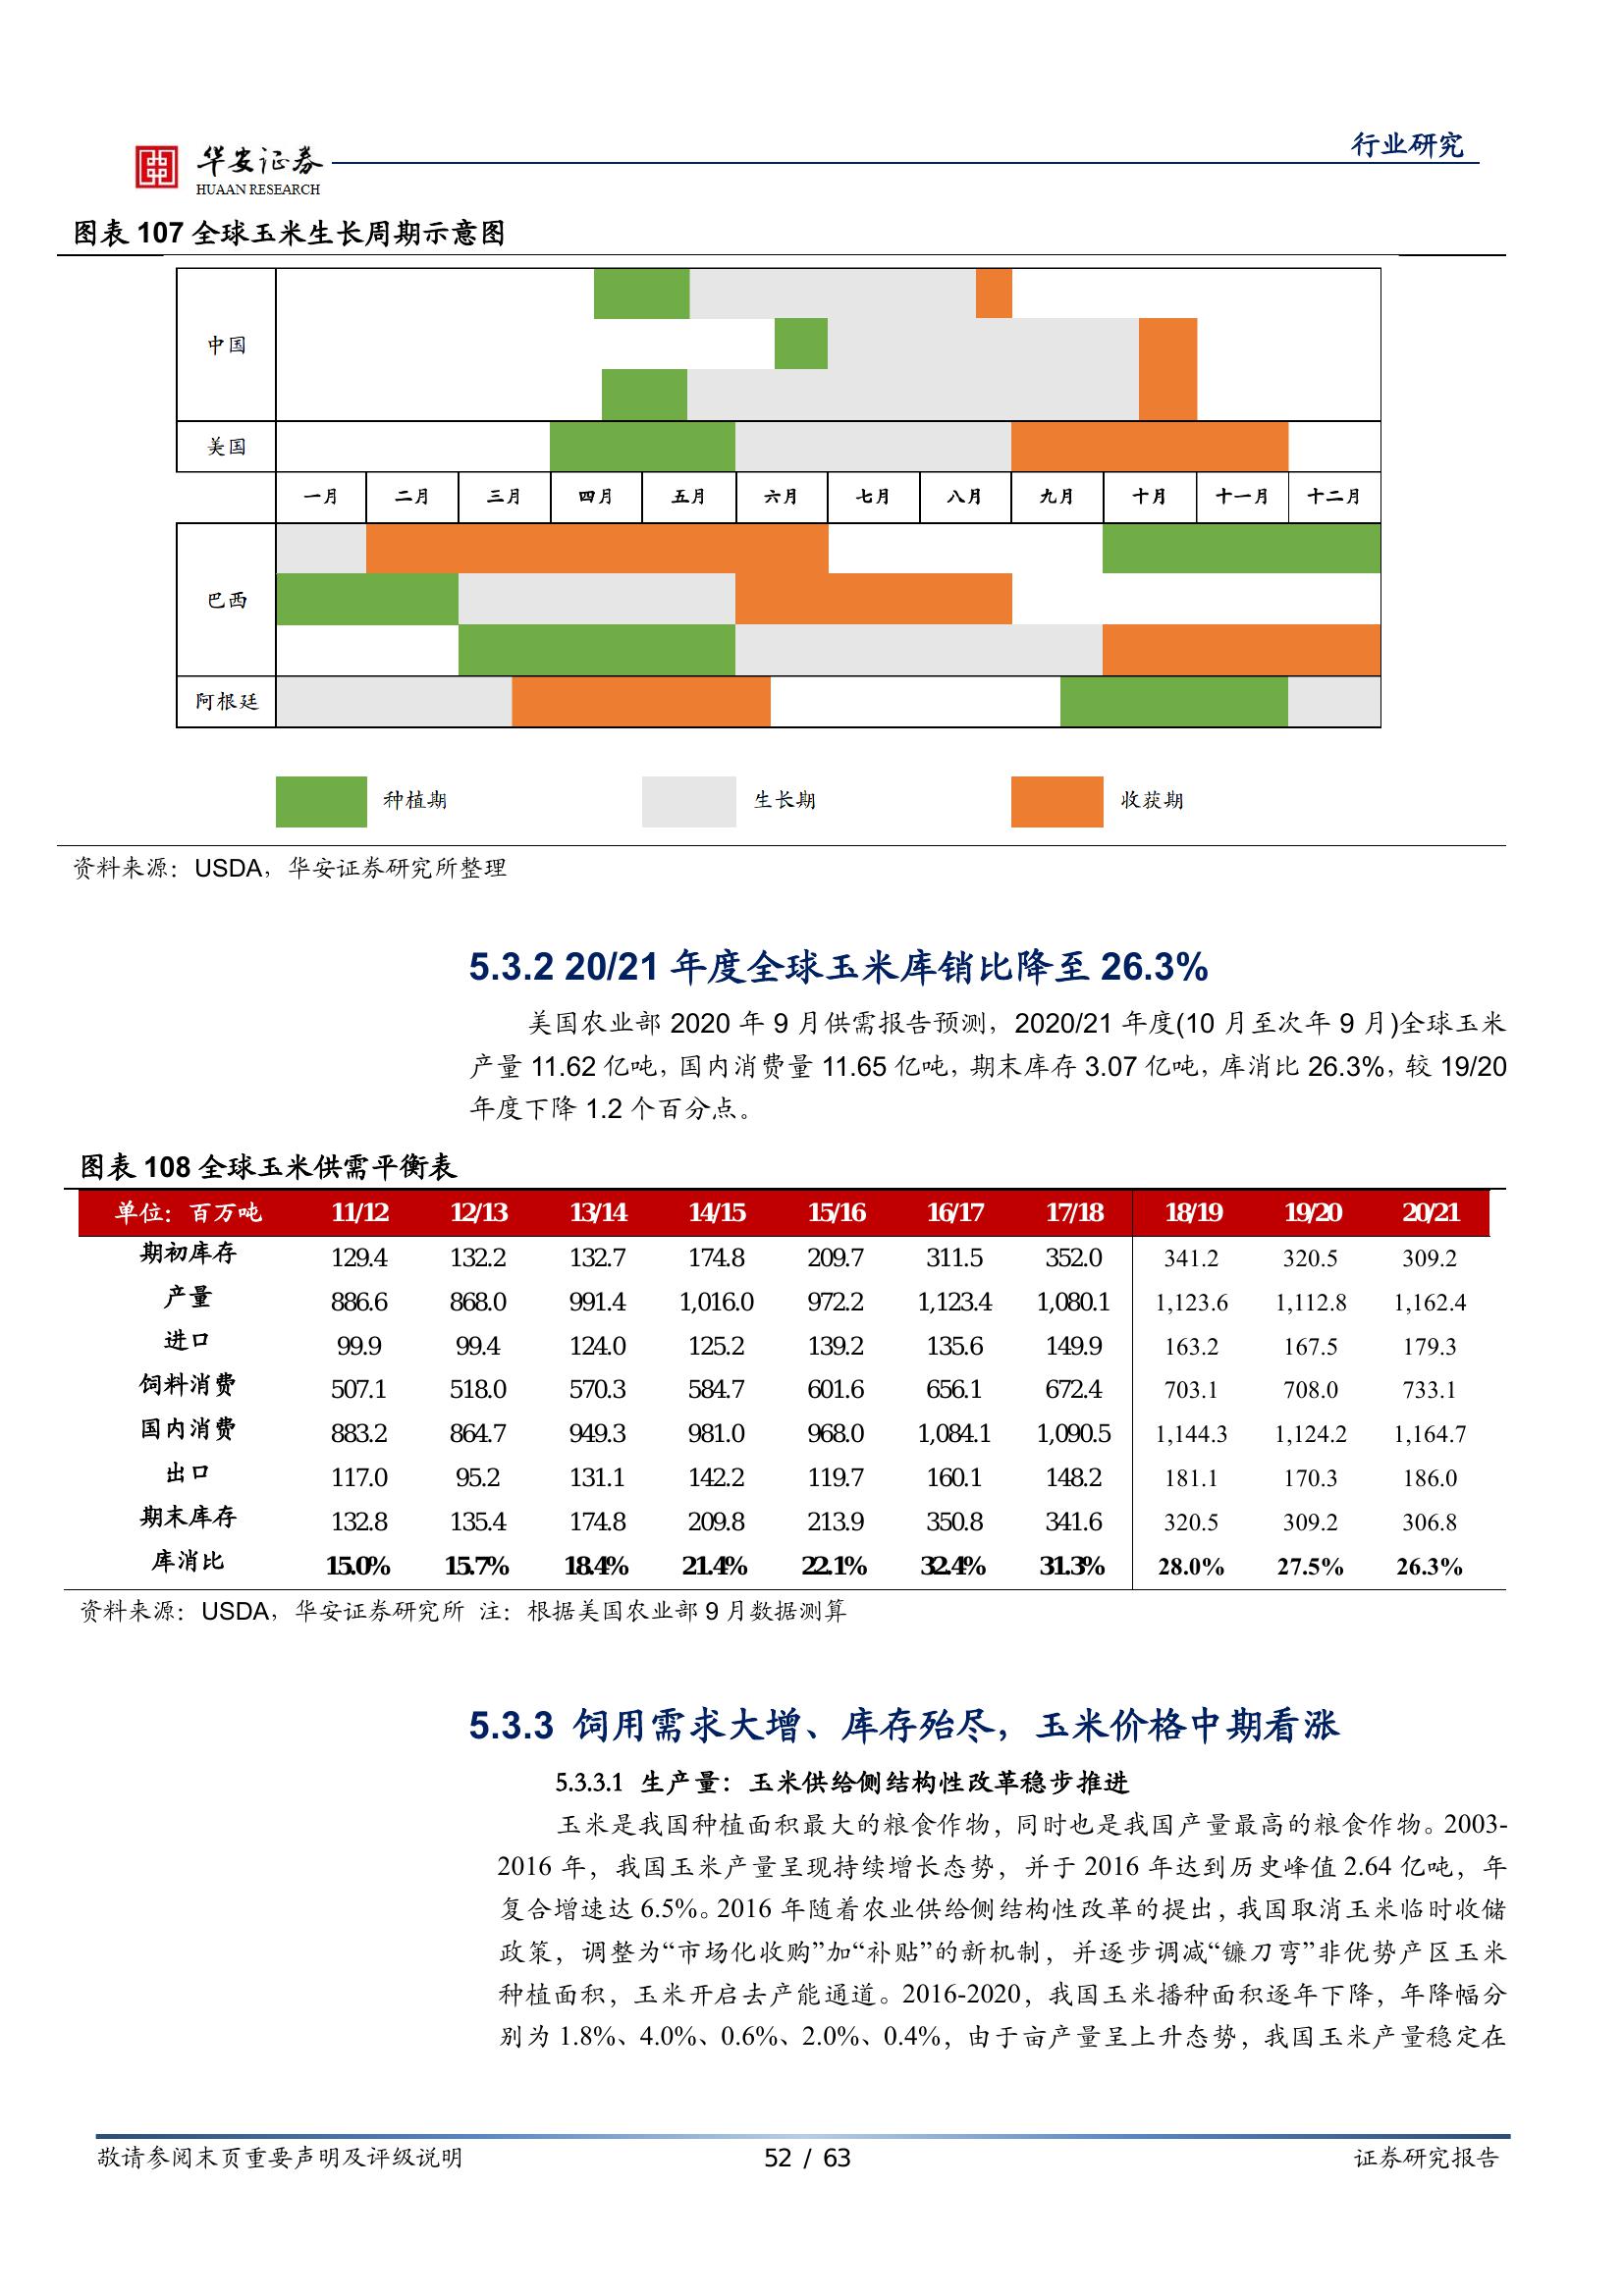 华安证券
HUAAN RESEARCH
行业研究
图表 107 全球玉米生长周期示意图
中国
美国
一月 二月 三月 四月 五月 六月 七月 八月 九月 十月 十一月 十二月
巴西
阿根廷
种植期 生长期 收获期
资料来源：USDA，华安证券研究所整理
5.3.2 20/21 年度全球玉米库销比降至 26.3%
美国农业部 2020 年 9 月供需报告预测，2020/21 年度(10 月至次年 9 月)全球玉米
产量 11.62 亿吨，国内消费量 11.65 亿吨，期末库存 3.07 亿吨，库消比 26.3%，较 19/20
年度下降 1.2 个百分点。
图表 108 全球玉米供需平衡表
单位：百万吨 11/12 12/13 13/14 14/15 15/16 16/17 17/18 18/19 19/20 20/21
期初库存 129.4 132.2 132.7 174.8 209.7 311.5 352.0 341.2 320.5 309.2
产量 886.6 868.0 991.4 1,016.0 972.2 1,123.4 1,080.1 1,123.6 1,112.8 1,162.4
进口 99.9 99.4 124.0 125.2 139.2 135.6 149.9 163.2 167.5 179.3
饲料消费 507.1 518.0 570.3 584.7 601.6 656.1 672.4 703.1 708.0 733.1
国内消费 883.2 864.7 949.3 981.0 968.0 1,084.1 1,090.5 1,144.3 1,124.2 1,164.7
出口 117.0 95.2 131.1 142.2 119.7 160.1 148.2 181.1 170.3 186.0
期末库存 132.8 135.4 174.8 209.8 213.9 350.8 341.6 320.5 309.2 306.8
库消比 15.0% 15.7% 18.4% 21.4% 22.1% 32.4% 31.3% 28.0% 27.5% 26.3%
资料来源：USDA，华安证券研究所 注：根据美国农业部 9 月数据测算
5.3.3 饲用需求大增、库存殆尽，玉米价格中期看涨
5.3.3.1 生产量：玉米供给侧结构性改革稳步推进
玉米是我国种植面积最大的粮食作物，同时也是我国产量最高的粮食作物。2003-
2016 年，我国玉米产量呈现持续增长态势，并于 2016 年达到历史峰值 2.64 亿吨，年
复合增速达 6.5%。2016 年随着农业供给侧结构性改革的提出，我国取消玉米临时收储
政策，调整为“市场化收购”加“补贴”的新机制，并逐步调减“镰刀弯”非优势产区玉米
种植面积，玉米开启去产能通道。2016-2020，我国玉米播种面积逐年下降，年降幅分
别为 1.8%、4.0%、0.6%、2.0%、0.4%，由于亩产量呈上升态势，我国玉米产量稳定在
敬请参阅末页重要声明及评级说明 52 / 63 证券研究报告